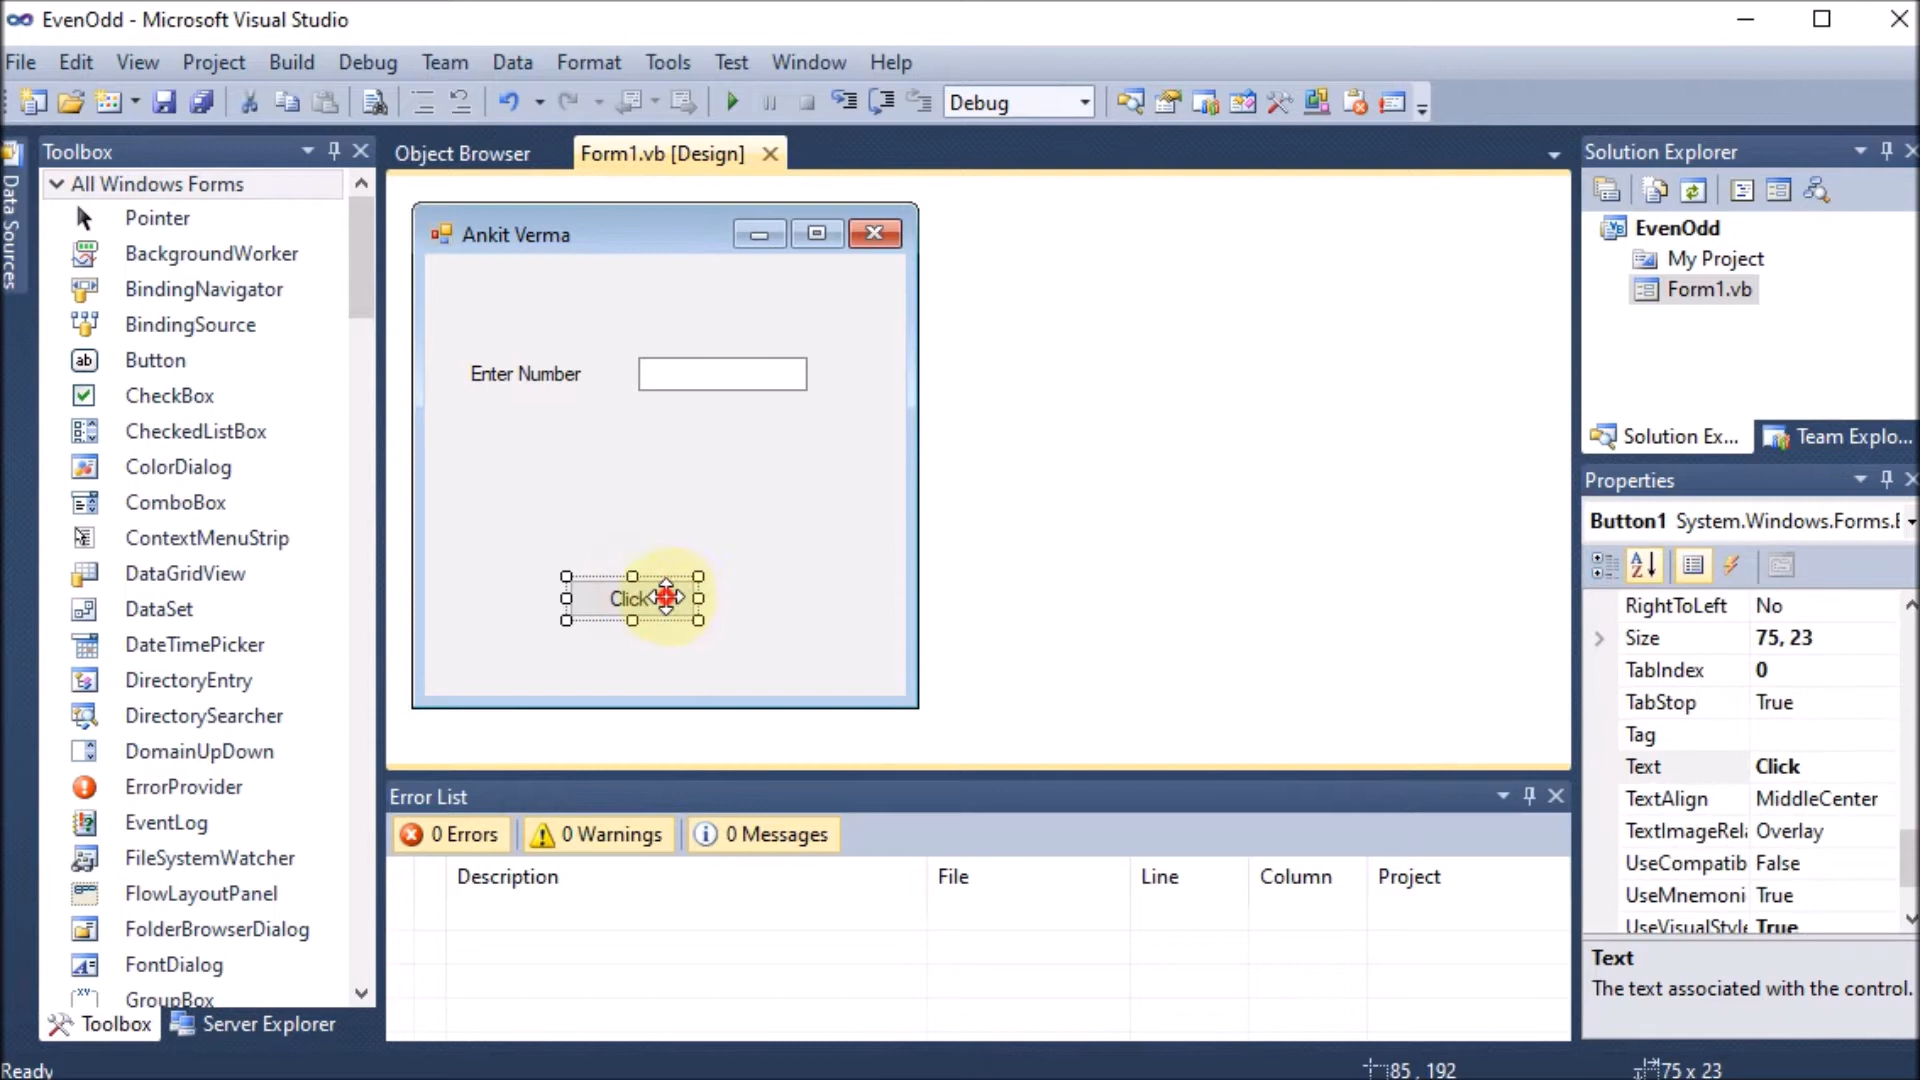 EvenOdd - Microsoft Visual Studio
File Edit View Project Build Debug Team Data Format Tools Test Window Help
Debug
Data Sources
Toolbox
All Windows Forms
Pointer
BackgroundWorker
BindingNavigator
BindingSource
Button
CheckBox
CheckedListBox
ColorDialog
ComboBox
ContextMenuStrip
DataGridView
DataSet
DateTimePicker
DirectoryEntry
DirectorySearcher
DomainUpDown
ErrorProvider
EventLog
FileSystemWatcher
FlowLayoutPanel
FolderBrowserDialog
FontDialog
GroupBox
Toolbox Server Explorer
Object Browser Form1.vb [Design]
Ankit Verma
Enter Number
Click
Error List
0 Errors 0 Warnings 0 Messages
Description File Line Column Project
Solution Explorer
EvenOdd
My Project
Form1.vb
Solution Ex... Team Explo...
Properties
Button1 System.Windows.Forms.
RightToLeft No
Size 75, 23
TabIndex 0
TabStop True
Tag
Text Click
TextAlign MiddleCenter
TextImageRel Overlay
UseCompatib False
UseMnemoni True
UseVisualStyle True
Text
The text associated with the control.
Ready 85 , 192 75 x 23